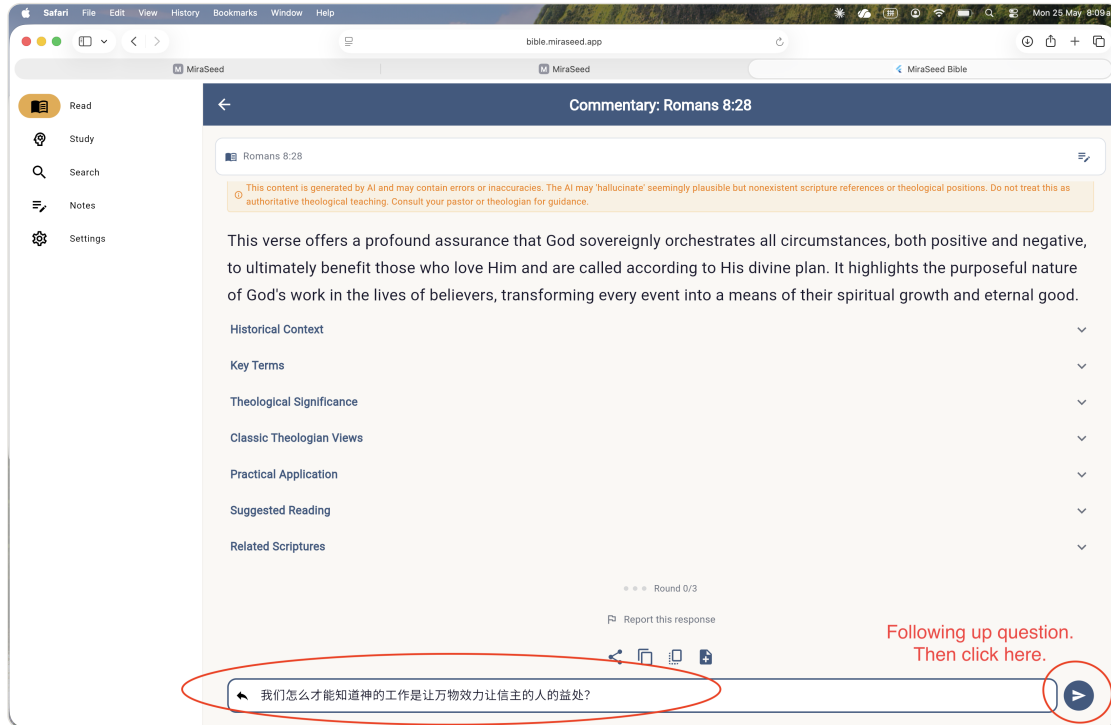 Safari File Edit View History Bookmarks Window Help
Mon 25 May 8:09a
bible.miraseed.app
MiraSeed
MiraSeed
MiraSeed Bible
Read
Study
Search
Notes
Settings
Commentary: Romans 8:28
Romans 8:28
This content is generated by AI and may contain errors or inaccuracies. The AI may 'hallucinate' seemingly plausible but nonexistent scripture references or theological positions. Do not treat this as
authoritative theological teaching. Consult your pastor or theologian for guidance.
This verse offers a profound assurance that God sovereignly orchestrates all circumstances, both positive and negative,
to ultimately benefit those who love Him and are called according to His divine plan. It highlights the purposeful nature
of God's work in the lives of believers, transforming every event into a means of their spiritual growth and eternal good.
Historical Context
Key Terms
Theological Significance
Classic Theologian Views
Practical Application
Suggested Reading
Related Scriptures
Round 0/3
Report this response
Following up question.
Then click here.
我们怎么才能知道神的工作是让万物效力让信主的人的益处?